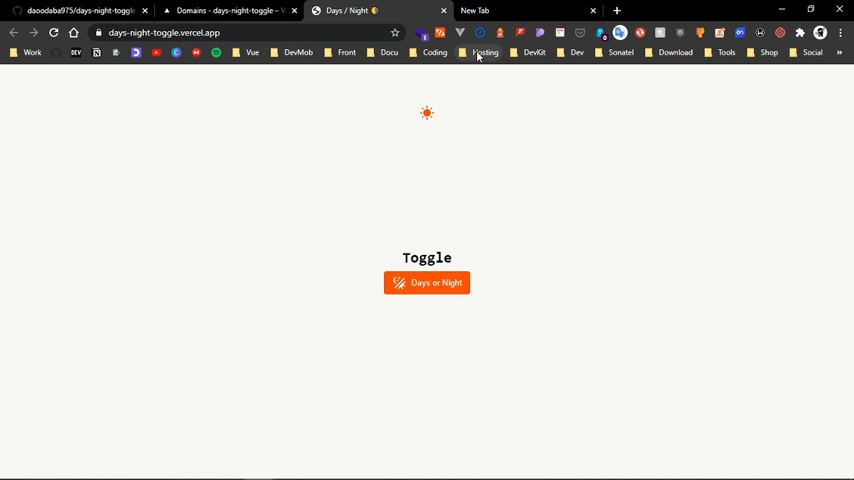 daoodaba975/days-night-toggle
Domains - days-night-toggle – V
Days / Night
New Tab
days-night-toggle.vercel.app
Work
DEV
Vue
DevMob
Front
Docu
Coding
Hosting
DevKit
Dev
Sonatel
Download
Tools
Shop
Social
Toggle
Days or Night